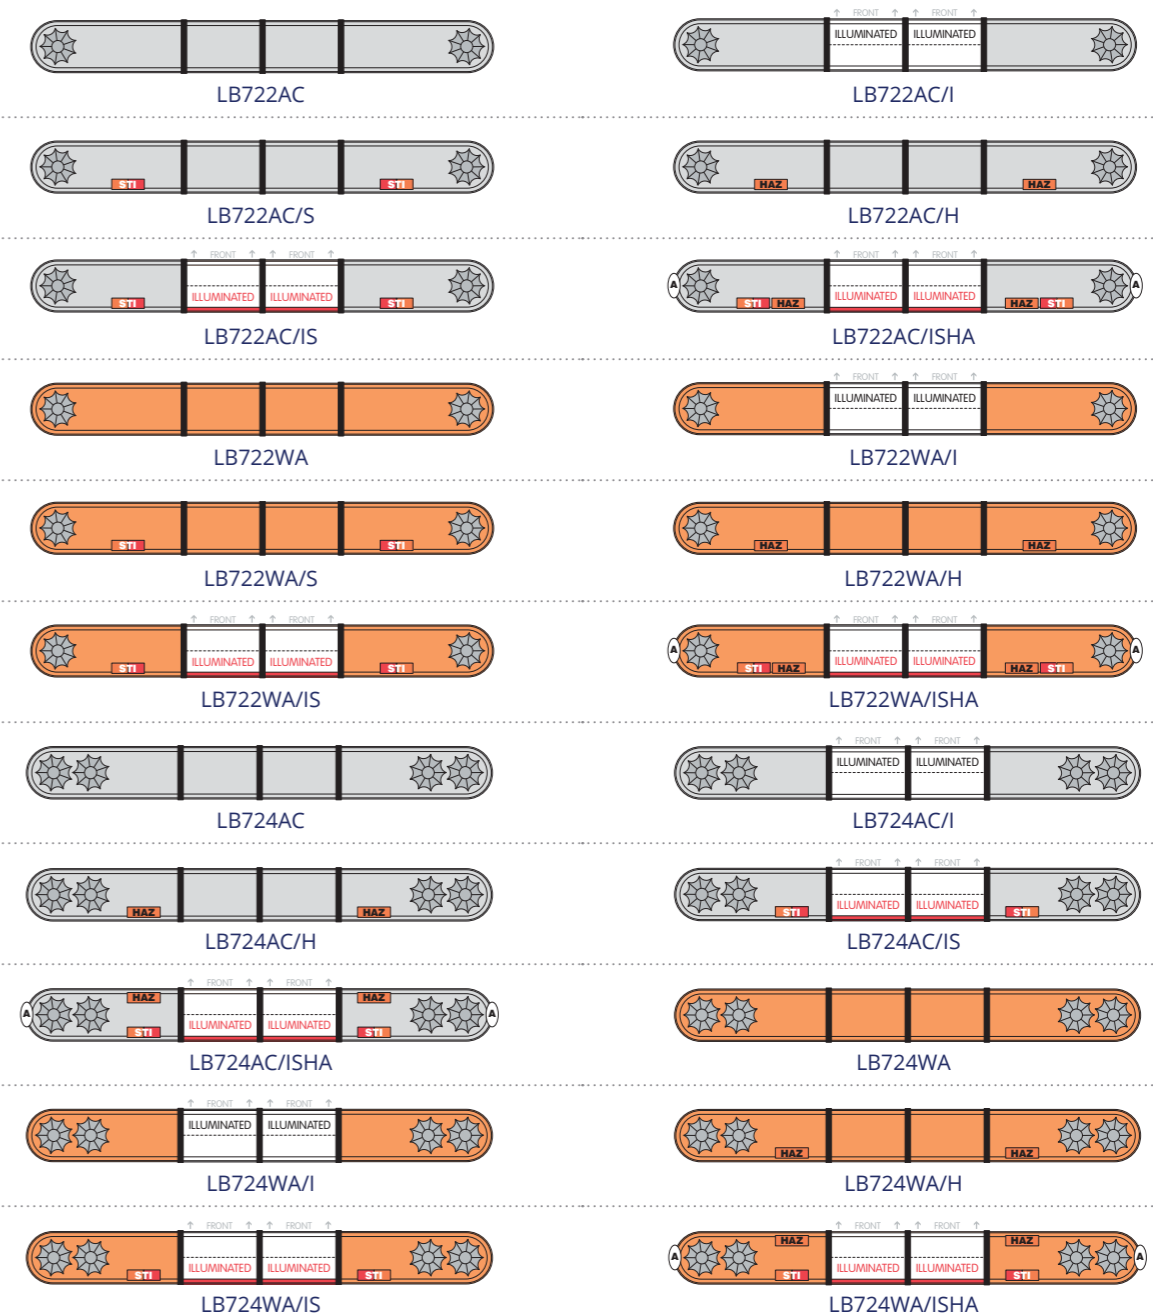 ↑ FRONT ↑ ↑ FRONT ↑
ILLUMINATED ILLUMINATED
LB722AC
LB722AC/I
STI STI
LB722AC/S
HAZ HAZ
LB722AC/H
↑ FRONT ↑ ↑ FRONT ↑
STI ILLUMINATED ILLUMINATED STI
LB722AC/IS
↑ FRONT ↑ ↑ FRONT ↑
A A
STI HAZ ILLUMINATED ILLUMINATED HAZ STI
LB722AC/ISHA
LB722WA
↑ FRONT ↑ ↑ FRONT ↑
ILLUMINATED ILLUMINATED
LB722WA/I
STI STI
LB722WA/S
HAZ HAZ
LB722WA/H
↑ FRONT ↑ ↑ FRONT ↑
STI ILLUMINATED ILLUMINATED STI
LB722WA/IS
↑ FRONT ↑ ↑ FRONT ↑
A A
STI HAZ ILLUMINATED ILLUMINATED HAZ STI
LB722WA/ISHA
LB724AC
↑ FRONT ↑ ↑ FRONT ↑
ILLUMINATED ILLUMINATED
LB724AC/I
HAZ HAZ
LB724AC/H
↑ FRONT ↑ ↑ FRONT ↑
STI ILLUMINATED ILLUMINATED STI
LB724AC/IS
↑ FRONT ↑ ↑ FRONT ↑
HAZ HAZ
A A
STI ILLUMINATED ILLUMINATED STI
LB724AC/ISHA
LB724WA
↑ FRONT ↑ ↑ FRONT ↑
ILLUMINATED ILLUMINATED
LB724WA/I
HAZ HAZ
LB724WA/H
↑ FRONT ↑ ↑ FRONT ↑
STI ILLUMINATED ILLUMINATED STI
LB724WA/IS
↑ FRONT ↑ ↑ FRONT ↑
HAZ HAZ
A A
STI ILLUMINATED ILLUMINATED STI
LB724WA/ISHA